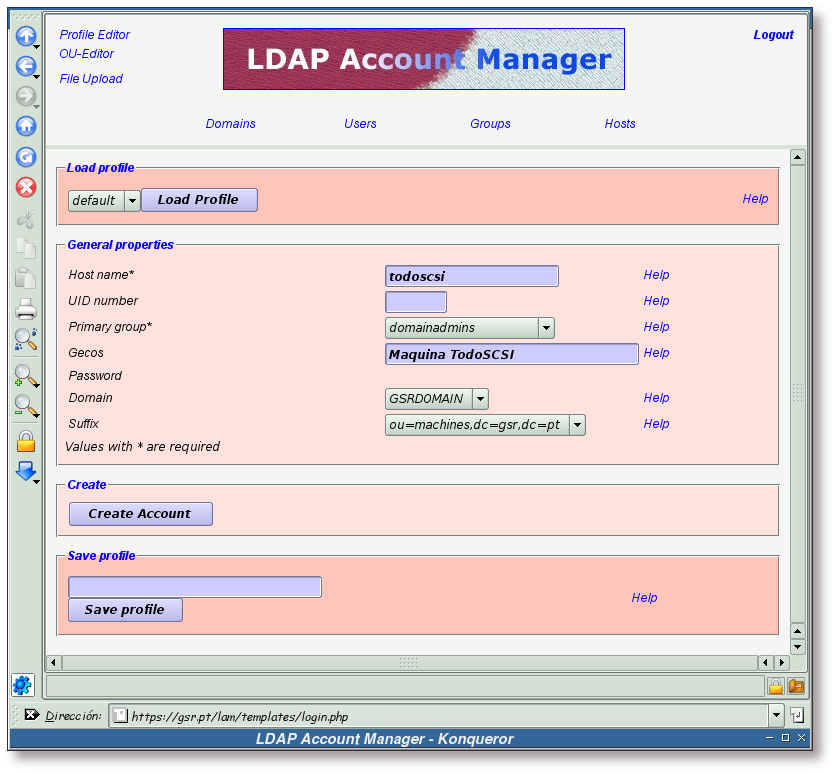 Profile Editor
OU-Editor
File Upload
LDAP Account Manager
Logout
Domains Users Groups Hosts
Load profile
default Load Profile Help
General properties
Host name* todoscsi Help
UID number Help
Primary group* domainadmins Help
Gecos Maquina TodoSCSI Help
Password
Domain GSRDOMAIN Help
Suffix ou=machines,dc=gsr,dc=pt Help
Values with * are required
Create
Create Account
Save profile
Help
Save profile
Dirección: https://gsr.pt/lam/templates/login.php
LDAP Account Manager - Konqueror